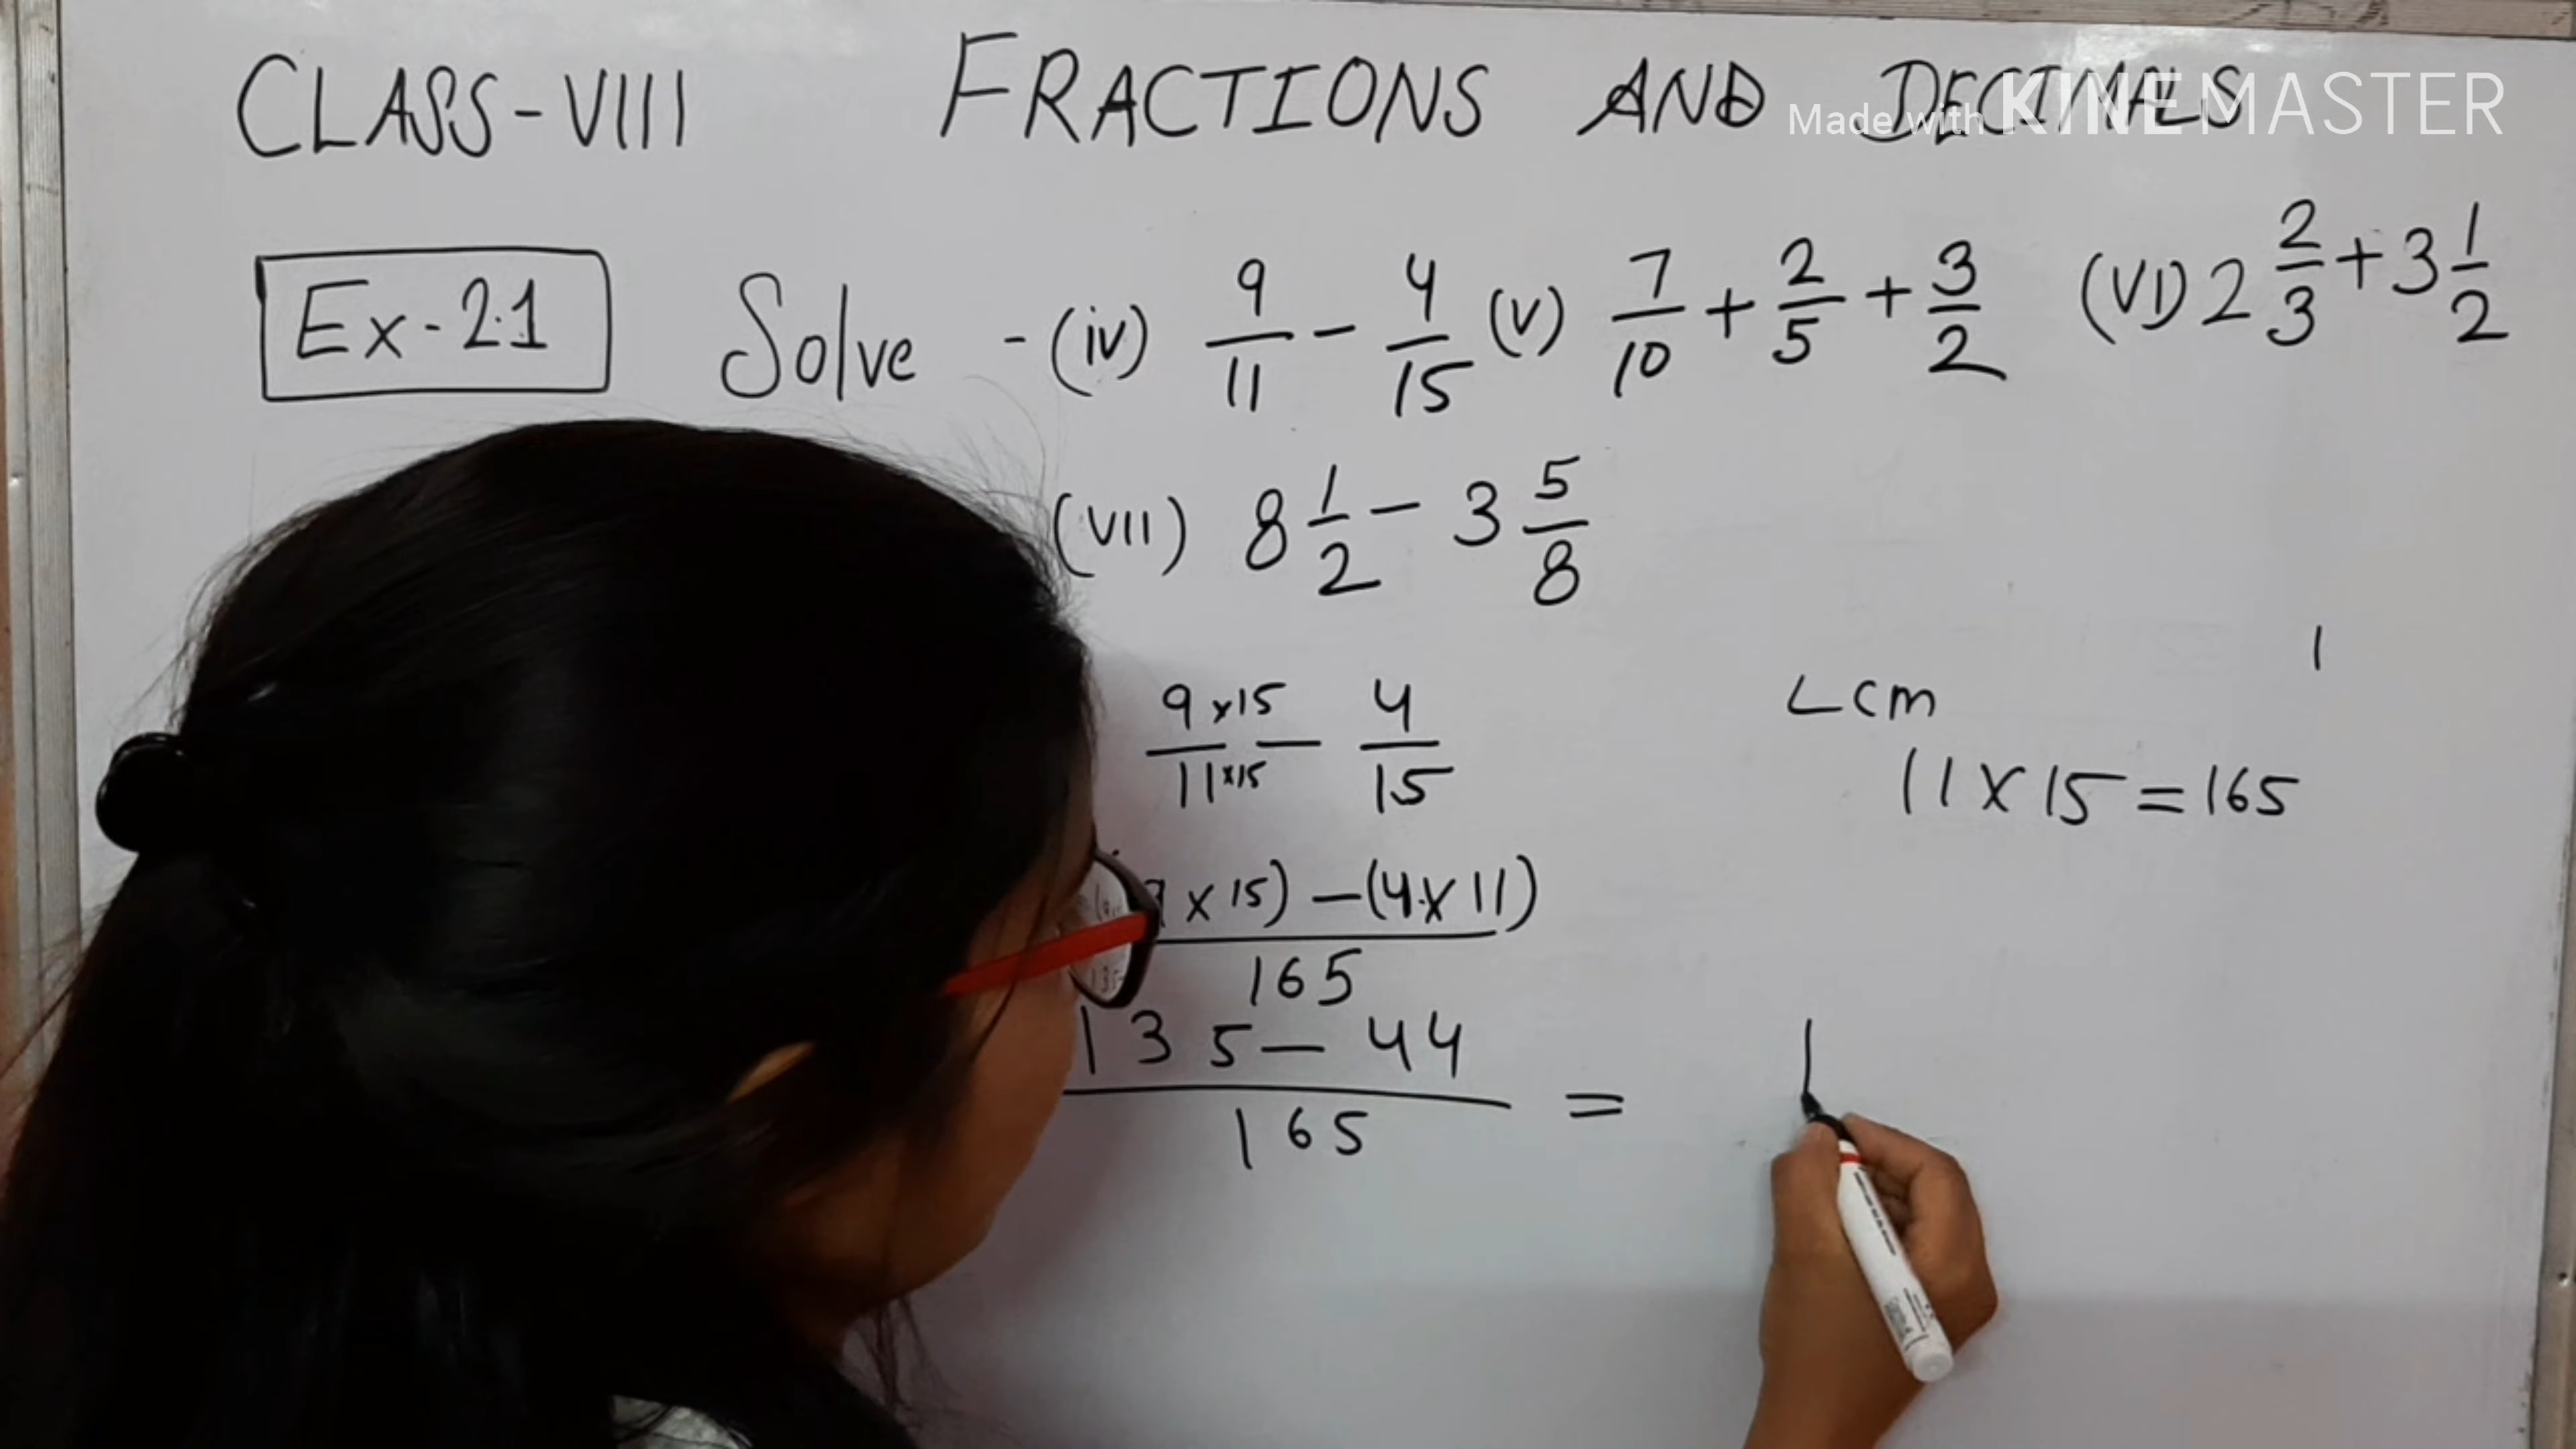 CLASS-VIII FRACTIONS AND DECIMALS
Made with KINEMASTER
Ex-2.1 Solve - (iv) 9/11 - 4/15 (v) 7/10 + 2/5 + 3/2 (VI) 2 2/3 + 3 1/2
(VII) 8 1/2 - 3 5/8
9 ×15/11 ×15 - 4/15
LCM
1
11 × 15 = 165
× 15) - (4 × 11)
165
135 - 44
165
=
1